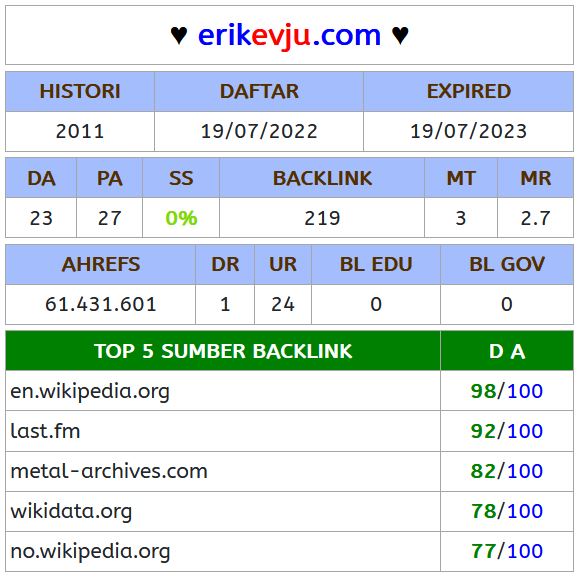 ♥ erikevju.com ♥
HISTORI DAFTAR EXPIRED
2011 19/07/2022 19/07/2023
DA PA SS BACKLINK MT MR
23 27 0% 219 3 2.7
AHREFS DR UR BL EDU BL GOV
61.431.601 1 24 0 0
TOP 5 SUMBER BACKLINK D A
en.wikipedia.org 98/100
last.fm 92/100
metal-archives.com 82/100
wikidata.org 78/100
no.wikipedia.org 77/100